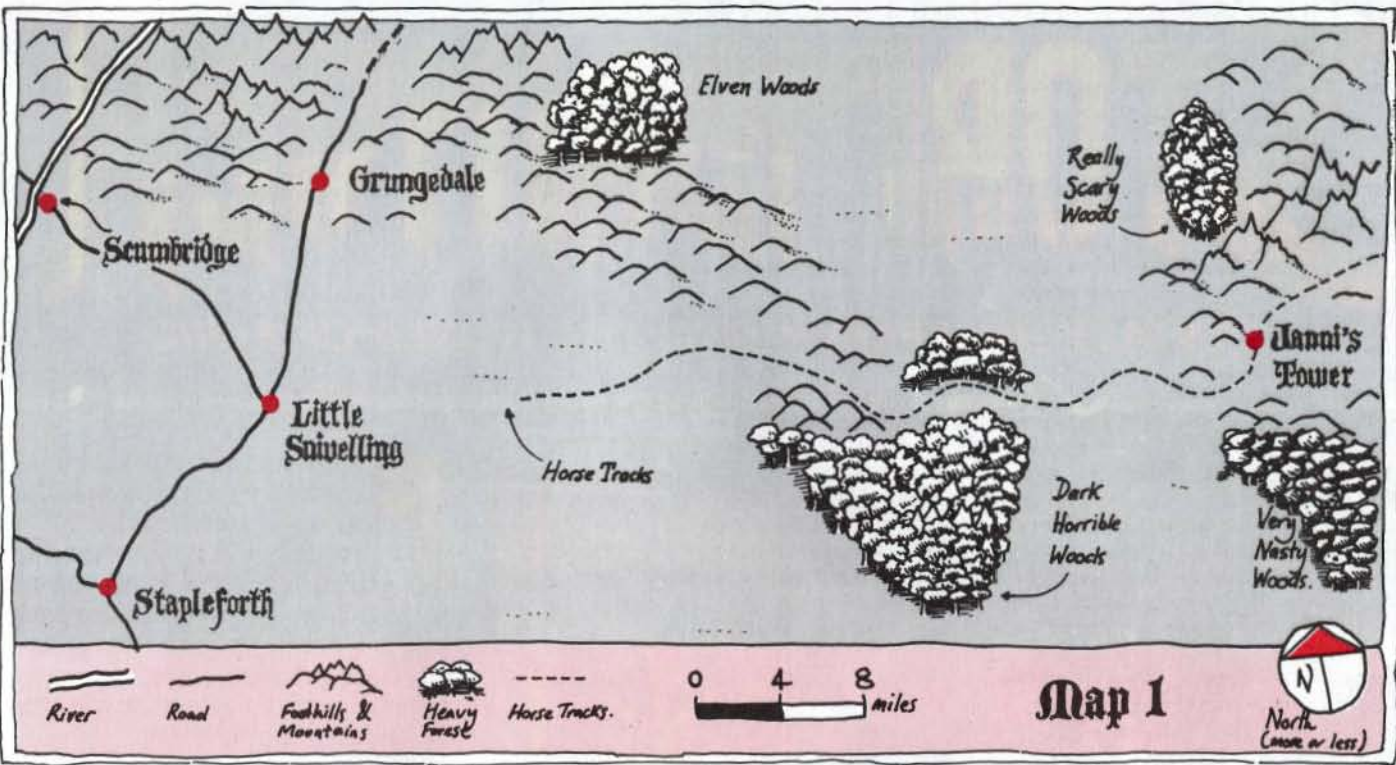 Elven Woods
Really
Scary
Woods
Grungedale
Scumbridge
Janni's
Tower
Little
Snivelling
Horse Tracks
Dark
Horrible
Woods
Very
Nasty
Woods.
Stapleforth
River
Road
Foothills &
Mountains
Heavy
Forest
Horse Tracks.
0 4 8
miles
Map 1
N
North
(more or less)